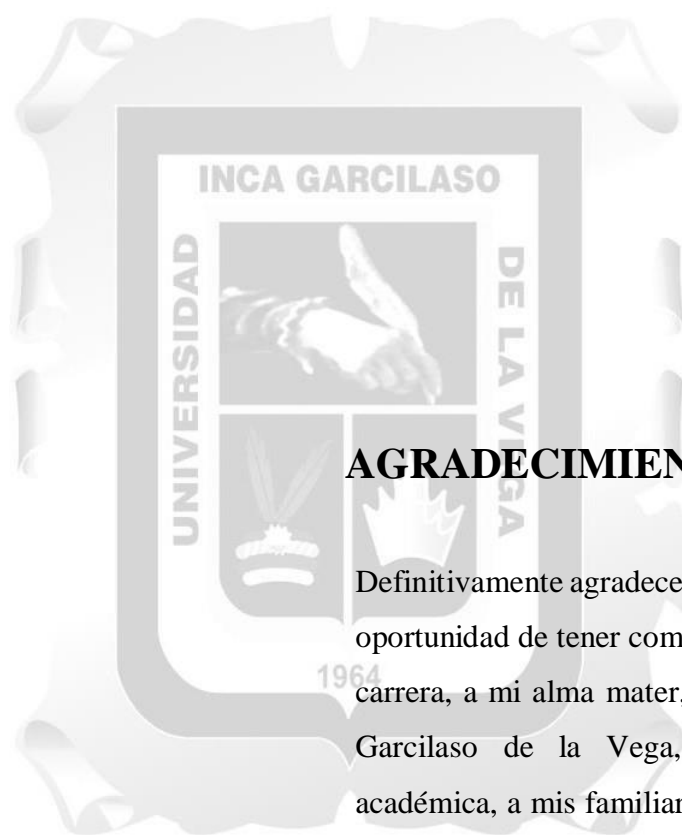 INCA GARCILASO
UNIVERSIDAD
DE LA VEGA
1964
AGRADECIMIEN
Definitivamente agradece
oportunidad de tener com
carrera, a mi alma mater,
Garcilaso de la Vega,
académica, a mis familiar